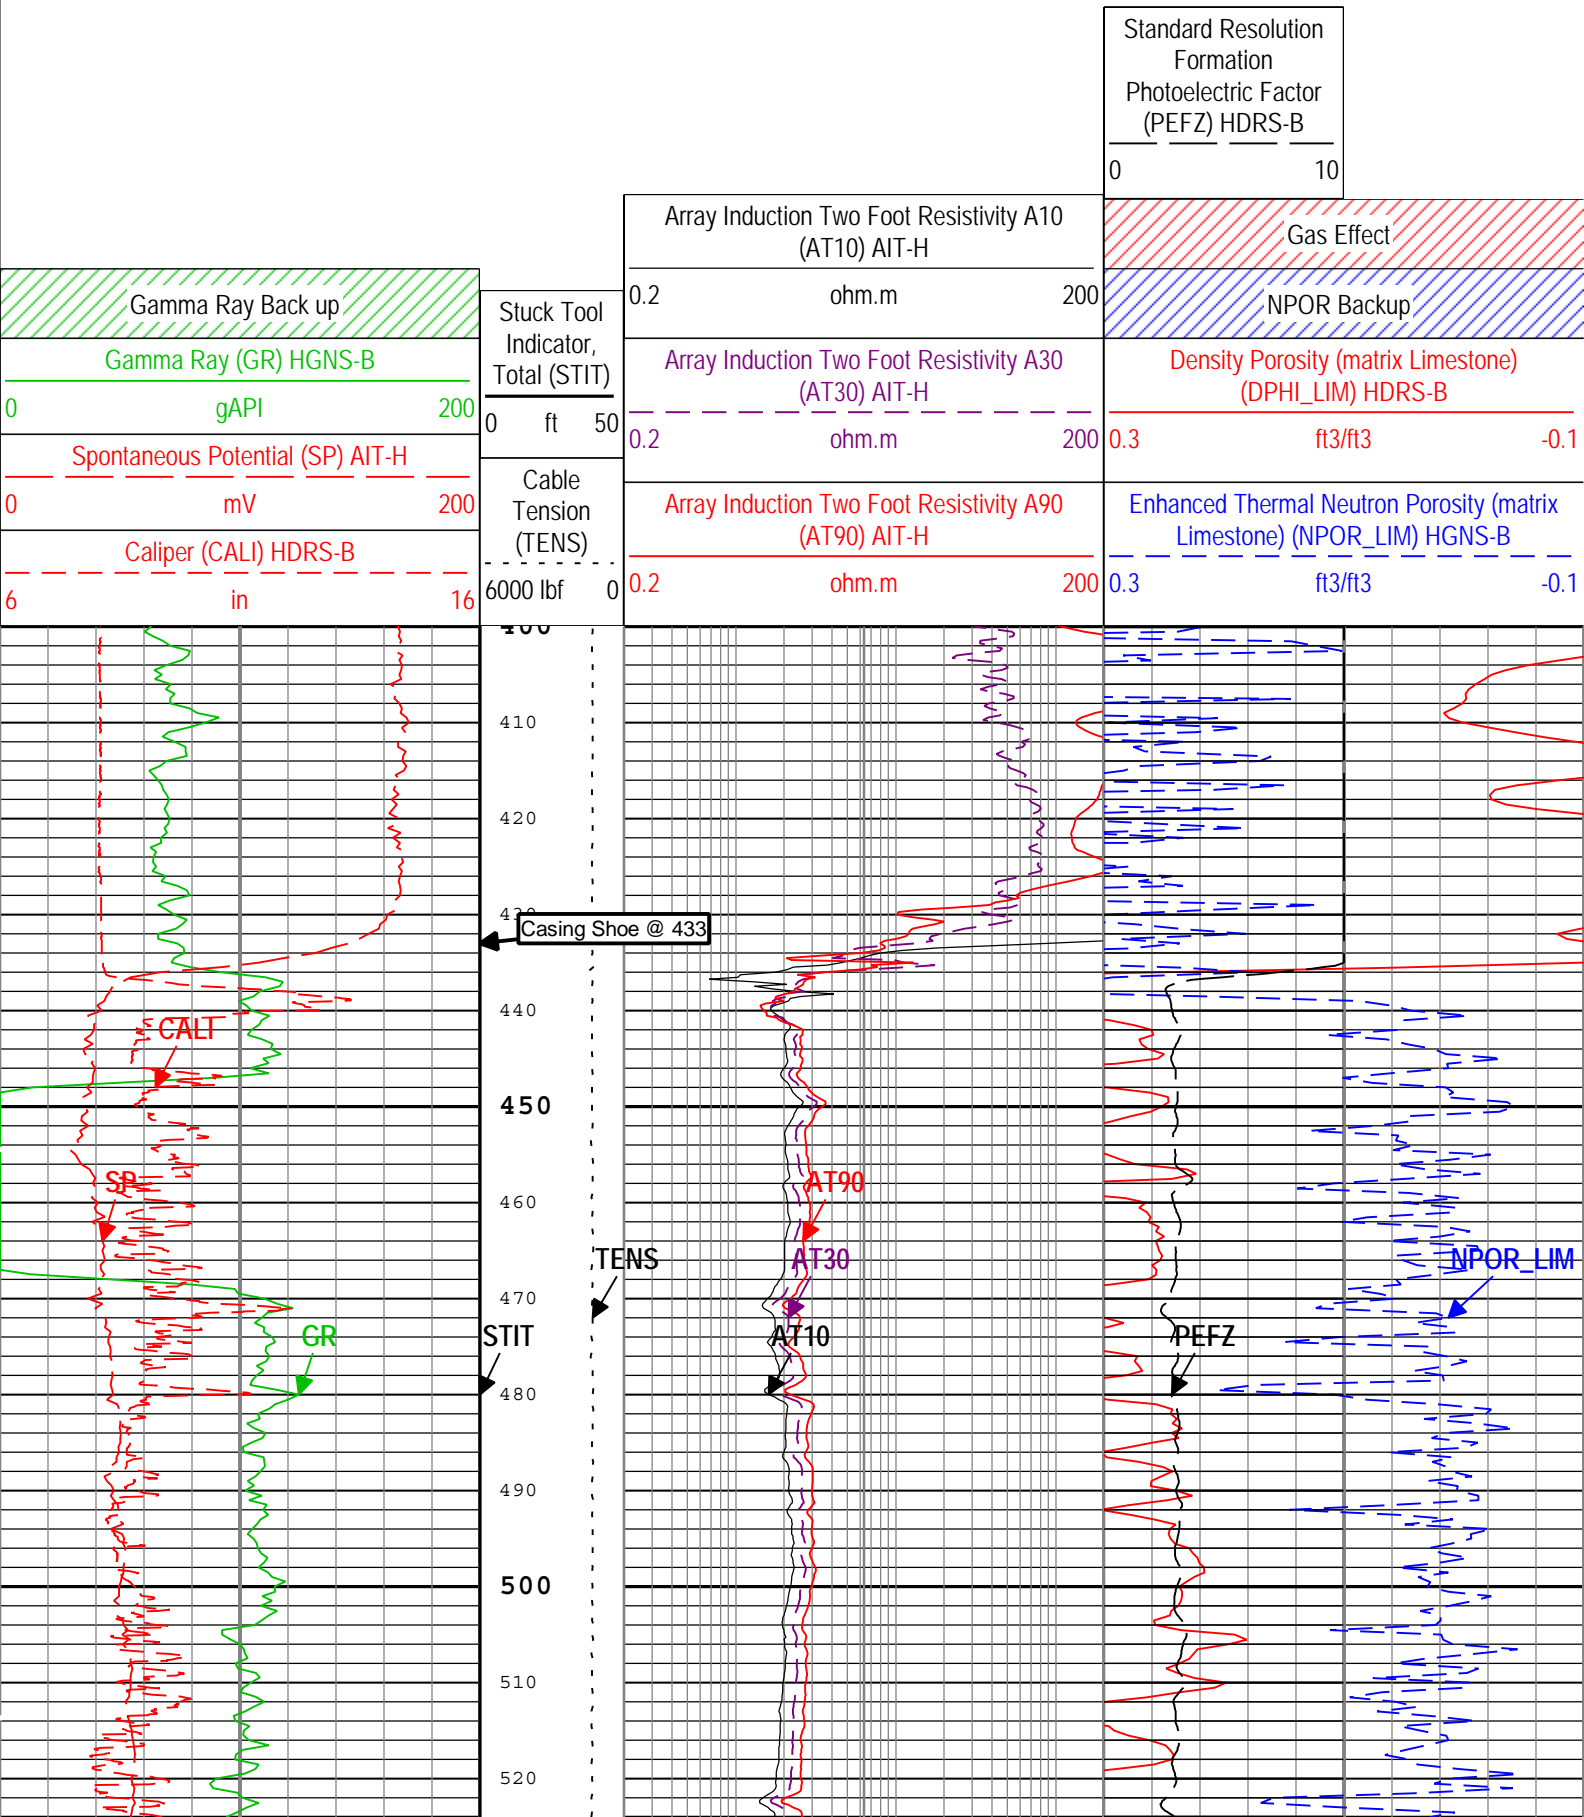 Standard Resolution
Formation
Photoelectric Factor
(PEFZ) HDRS-B
0 10
Array Induction Two Foot Resistivity A10
(AT10) AIT-H
0.2 ohm.m 200
Gas Effect
Gamma Ray Back up
Stuck Tool
Indicator,
Total (STIT)
0 ft 50
NPOR Backup
Gamma Ray (GR) HGNS-B
0 gAPI 200
Array Induction Two Foot Resistivity A30
(AT30) AIT-H
0.2 ohm.m 200
Density Porosity (matrix Limestone)
(DPHI_LIM) HDRS-B
0.3 ft3/ft3 -0.1
Spontaneous Potential (SP) AIT-H
0 mV 200
Cable
Tension
(TENS)
6000 lbf 0
Array Induction Two Foot Resistivity A90
(AT90) AIT-H
0.2 ohm.m 200
Enhanced Thermal Neutron Porosity (matrix
Limestone) (NPOR_LIM) HGNS-B
0.3 ft3/ft3 -0.1
Caliper (CALI) HDRS-B
6 in 16
400
410
420
430
Casing Shoe @ 433
440
CALI
450
SP
460
AT90
TENS
AT30
NPOR_LIM
470
GR
STIT
AT10
PEFZ
480
490
500
510
520